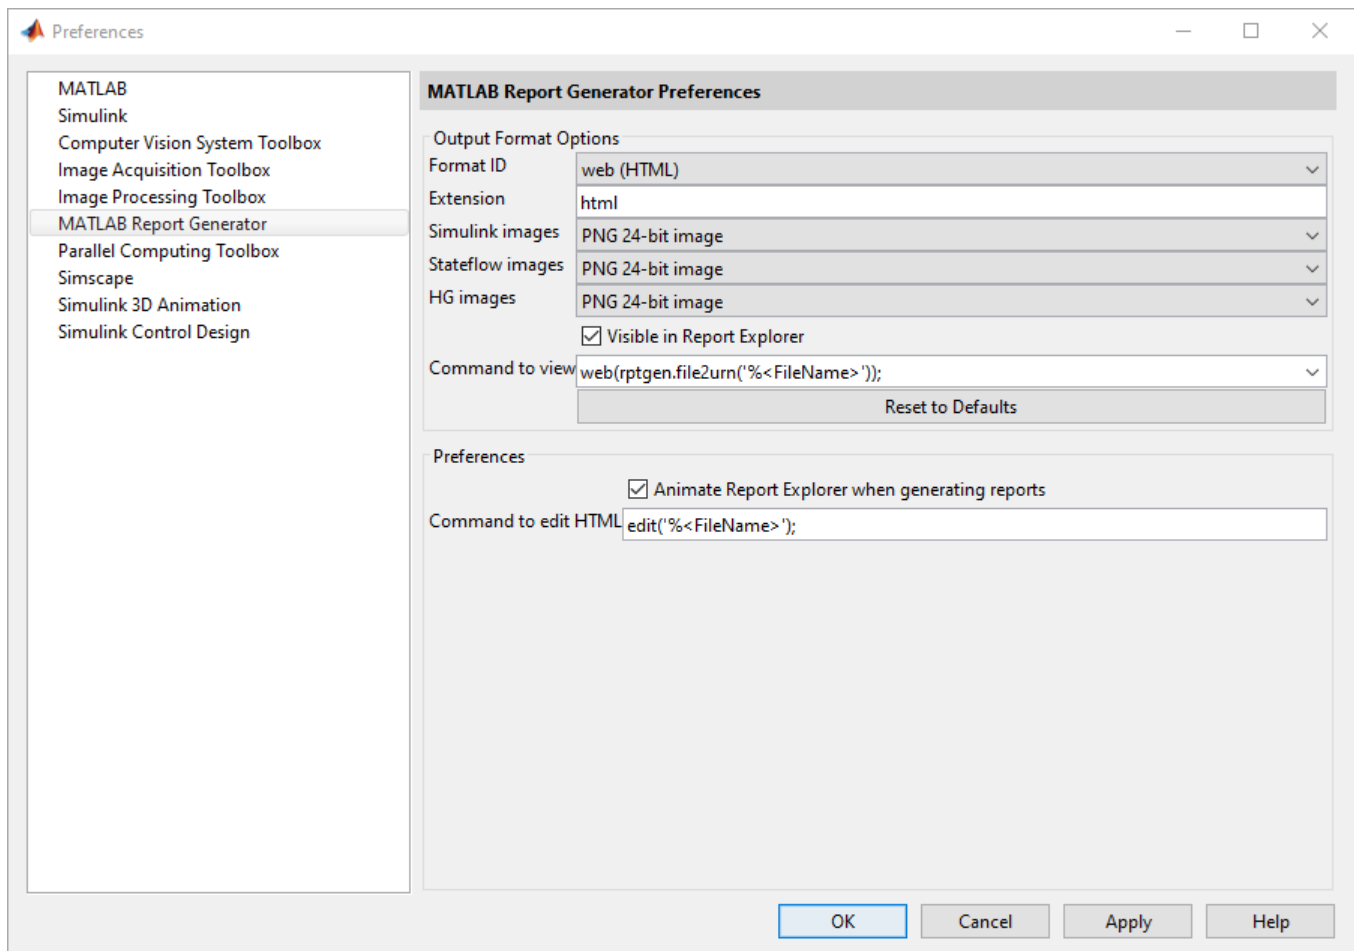 Preferences
MATLAB
Simulink
Computer Vision System Toolbox
Image Acquisition Toolbox
Image Processing Toolbox
MATLAB Report Generator
Parallel Computing Toolbox
Simscape
Simulink 3D Animation
Simulink Control Design
MATLAB Report Generator Preferences
Output Format Options
Format ID web (HTML)
Extension html
Simulink images PNG 24-bit image
Stateflow images PNG 24-bit image
HG images PNG 24-bit image
Visible in Report Explorer
Command to view web(rptgen.file2urn('%<FileName>'));
Reset to Defaults
Preferences
Animate Report Explorer when generating reports
Command to edit HTML edit('%<FileName>');
OK Cancel Apply Help